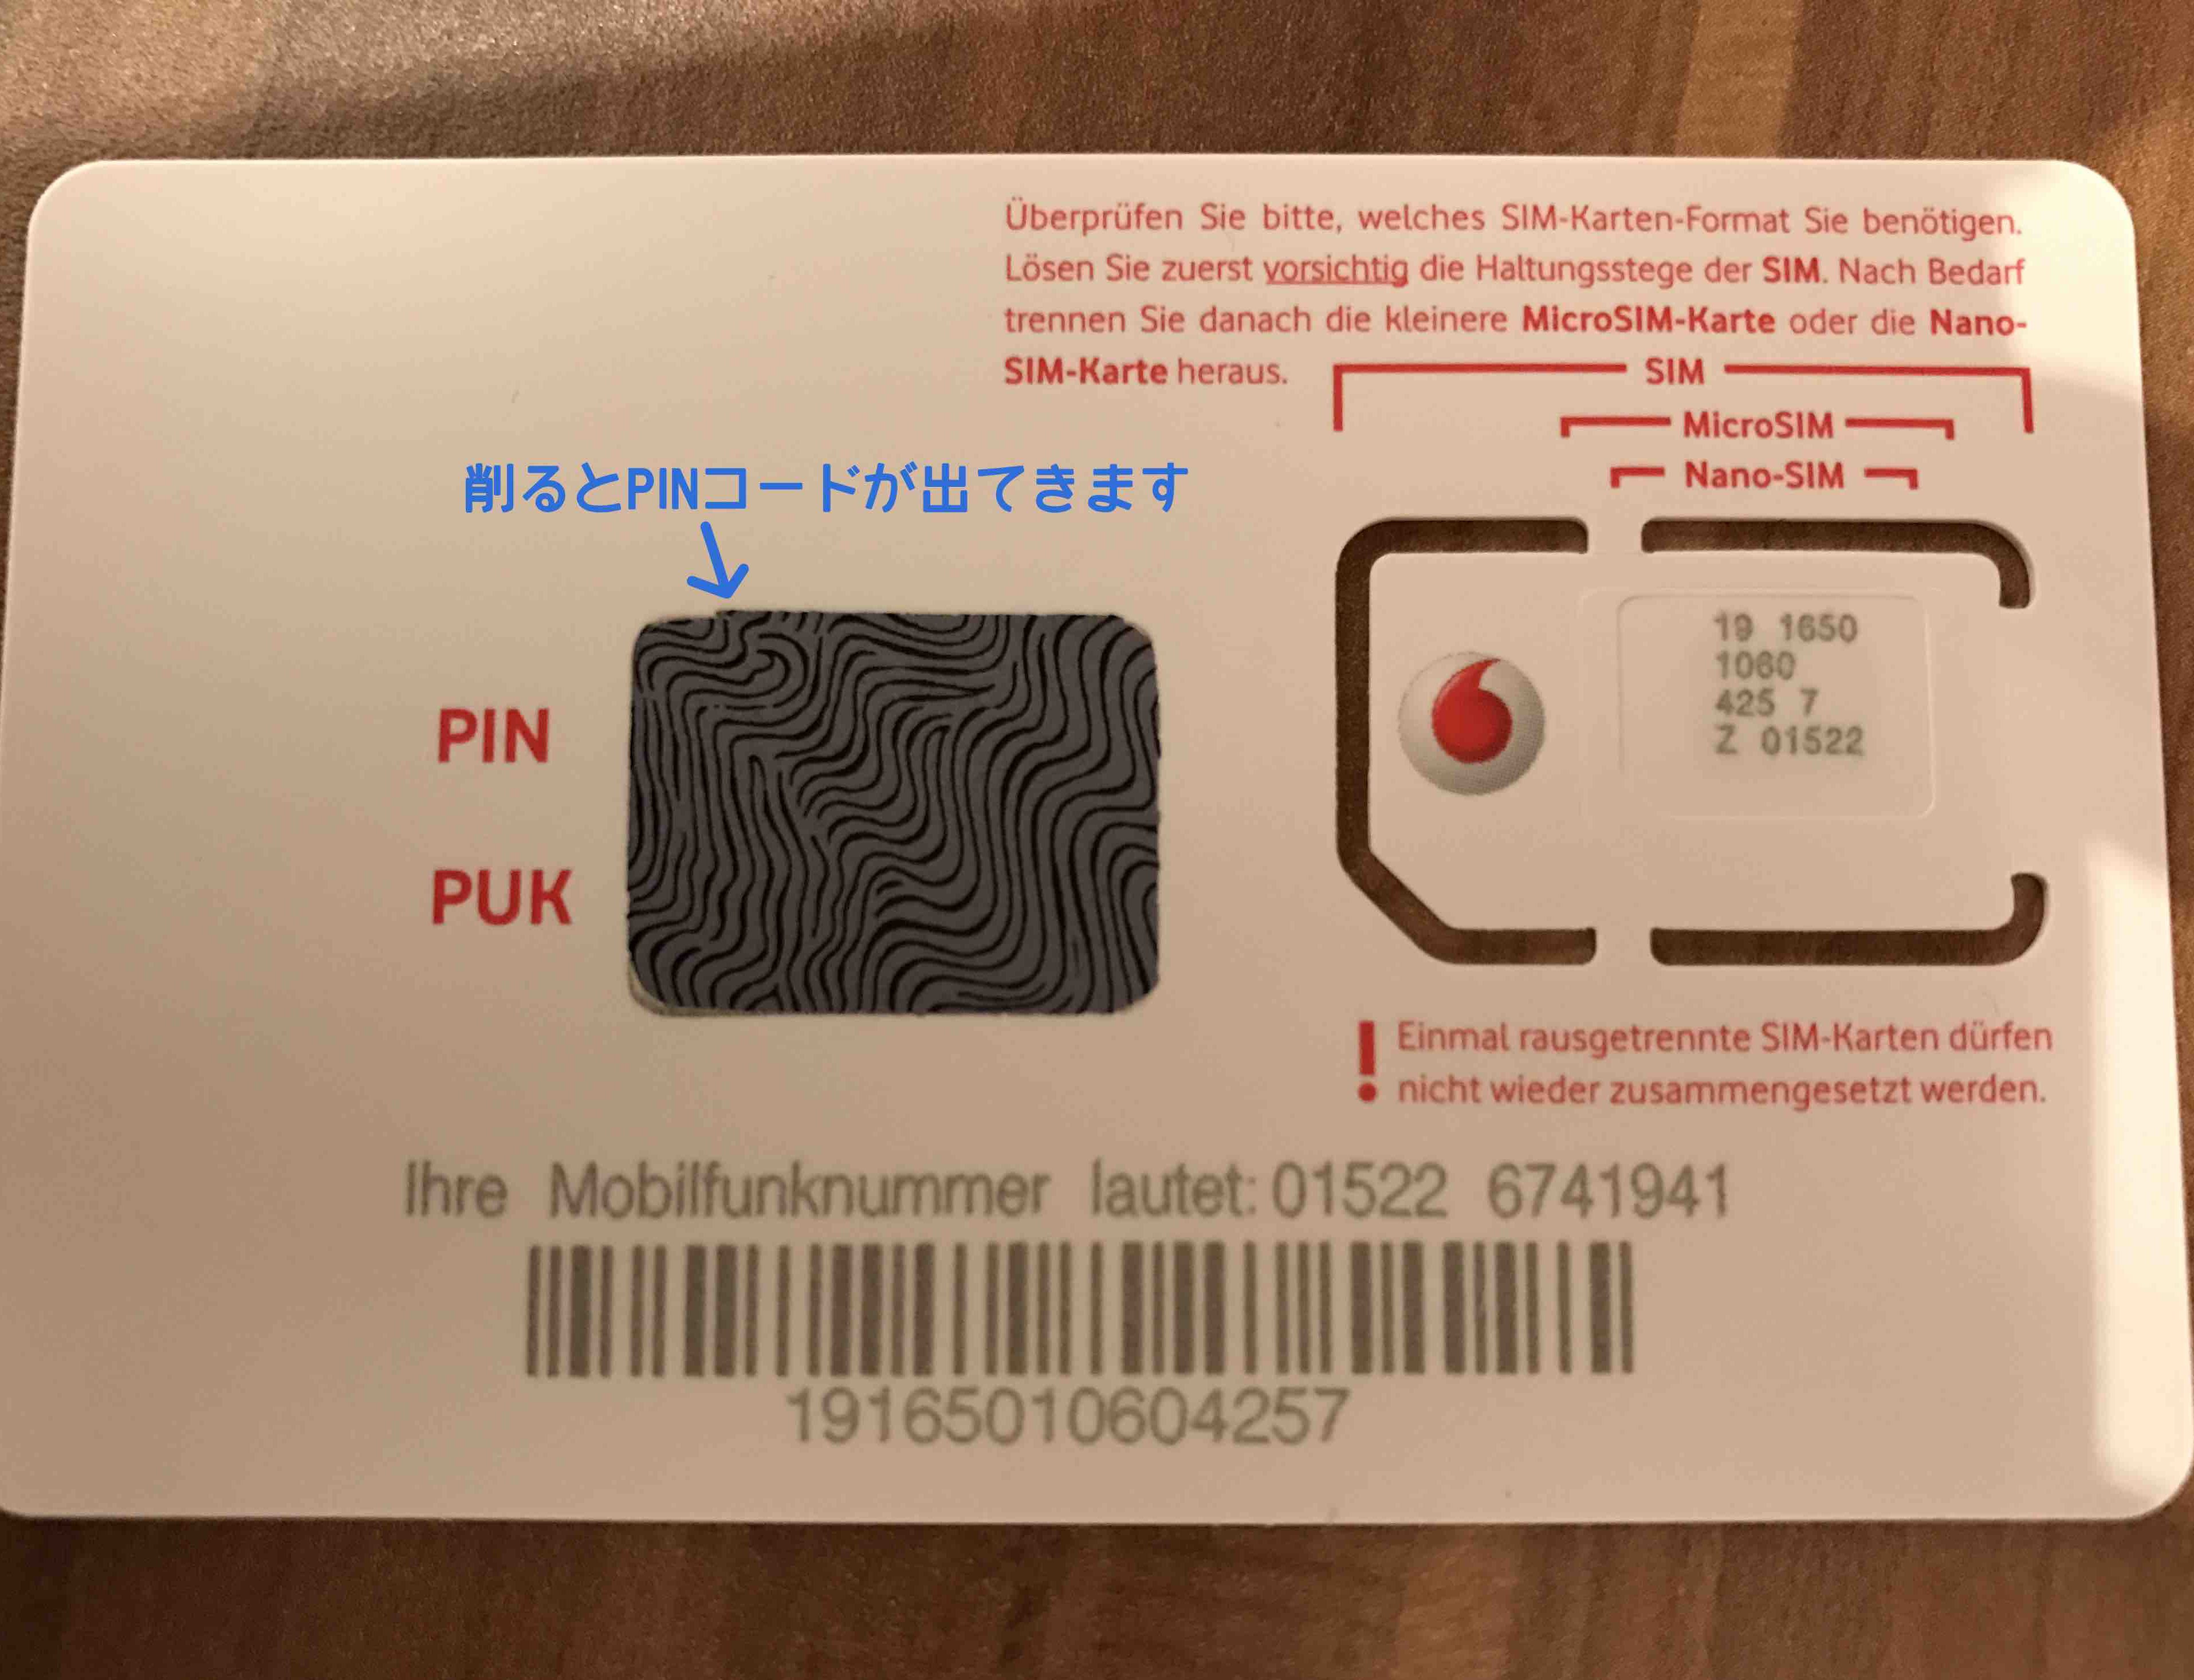 Überprüfen Sie bitte, welches SIM-Karten-Format Sie benötigen.
Lösen Sie zuerst vorsichtig die Haltungsstege der SIM. Nach Bedarf
trennen Sie danach die kleinere MicroSIM-Karte oder die Nano-
SIM-Karte heraus.
SIM
MicroSIM
Nano-SIM
削るとPINコードが出てきます
PIN
PUK
19 1650
1060
425 7
Z 01522
! Einmal rausgetrennte SIM-Karten dürfen
nicht wieder zusammengesetzt werden.
Ihre Mobilfunknummer lautet: 01522 6741941
19165010604257